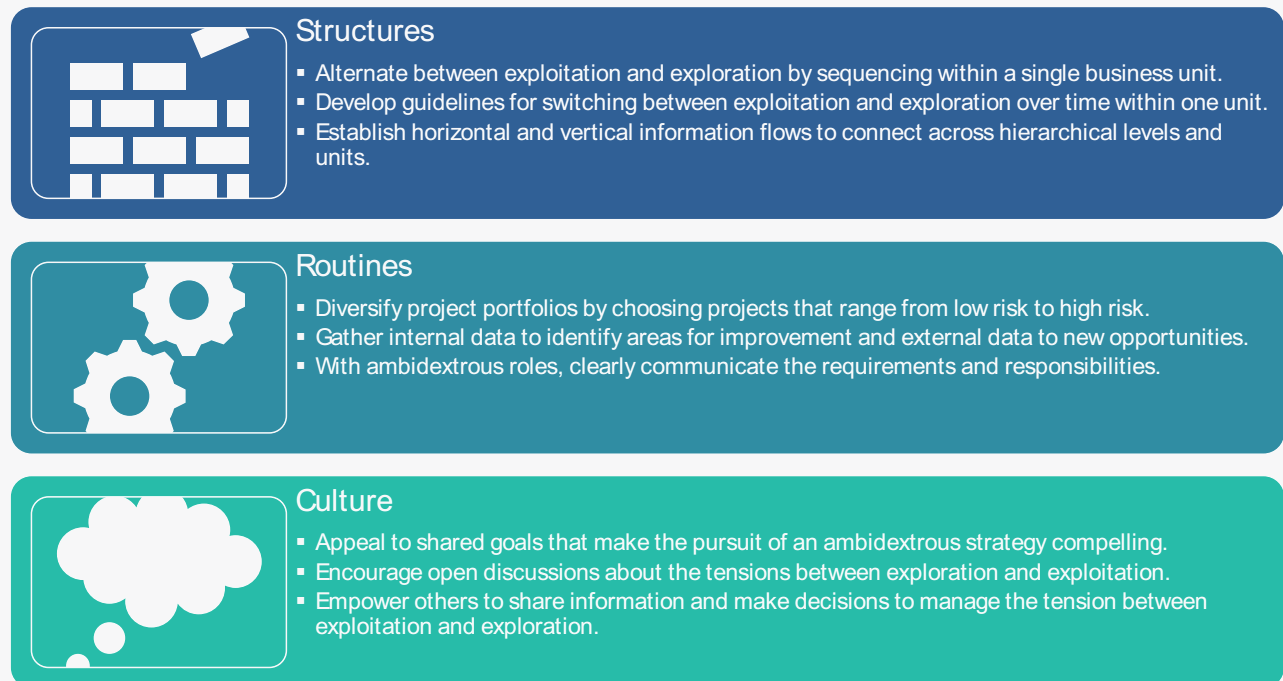 Structures
▪ Alternate between exploitation and exploration by sequencing within a single business unit.
▪ Develop guidelines for switching between exploitation and exploration over time within one unit.
▪ Establish horizontal and vertical information flows to connect across hierarchical levels and
units.
Routines
▪ Diversify project portfolios by choosing projects that range from low risk to high risk.
▪ Gather internal data to identify areas for improvement and external data to new opportunities.
▪ With ambidextrous roles, clearly communicate the requirements and responsibilities.
Culture
▪ Appeal to shared goals that make the pursuit of an ambidextrous strategy compelling.
▪ Encourage open discussions about the tensions between exploration and exploitation.
▪ Empower others to share information and make decisions to manage the tension between
exploitation and exploration.